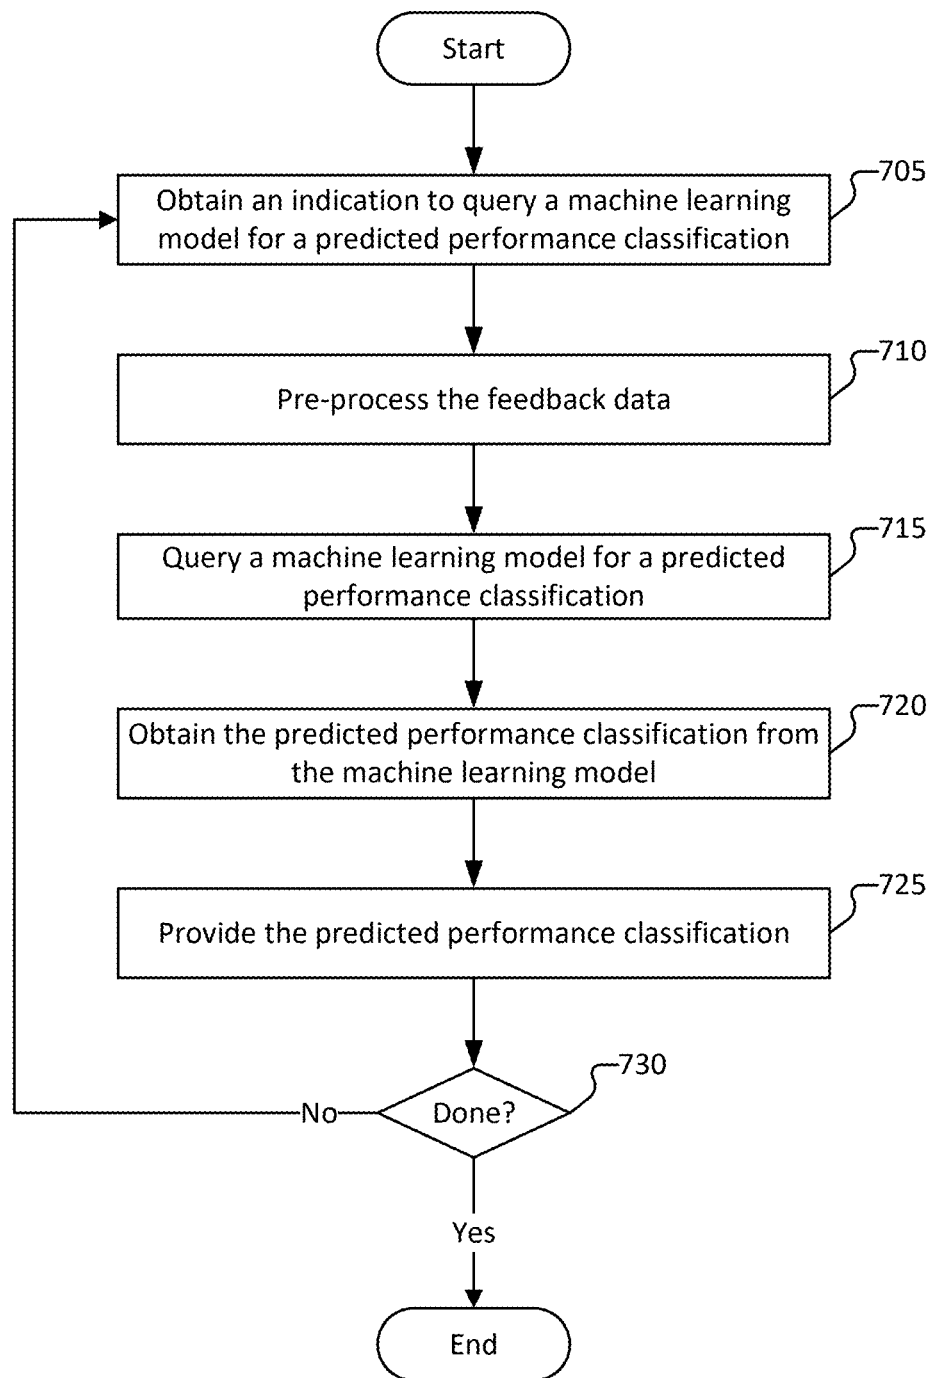 Start
705
Obtain an indication to query a machine learning
model for a predicted performance classification
710
Pre-process the feedback data
715
Query a machine learning model for a predicted
performance classification
720
Obtain the predicted performance classification from
the machine learning model
725
Provide the predicted performance classification
730
No
Done?
Yes
End